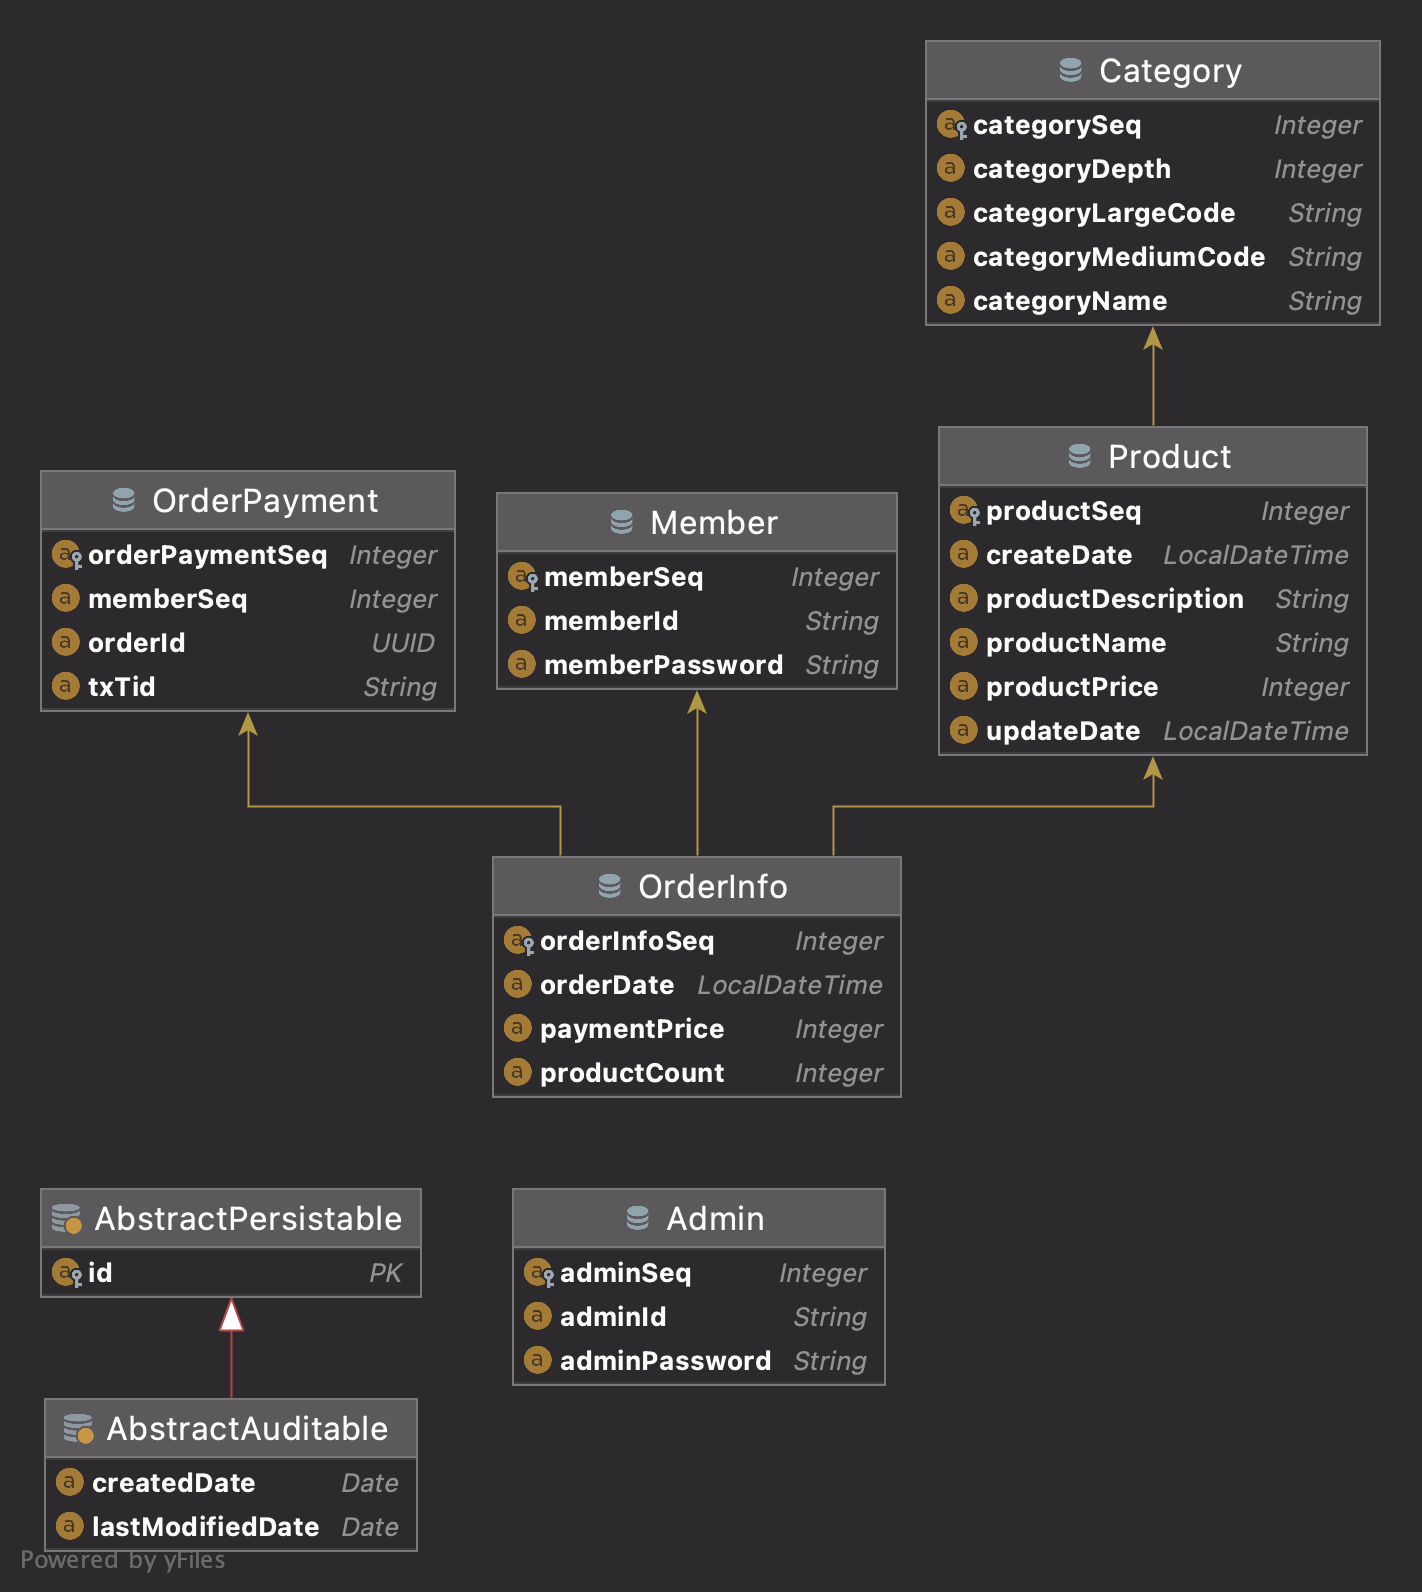 Category
categorySeq Integer
categoryDepth Integer
categoryLargeCode String
categoryMediumCode String
categoryName String
Product
productSeq Integer
createDate LocalDateTime
productDescription String
productName String
productPrice Integer
updateDate LocalDateTime
OrderPayment
orderPaymentSeq Integer
memberSeq Integer
orderId UUID
txTid String
Member
memberSeq Integer
memberId String
memberPassword String
OrderInfo
orderInfoSeq Integer
orderDate LocalDateTime
paymentPrice Integer
productCount Integer
AbstractPersistable
id PK
Admin
adminSeq Integer
adminId String
adminPassword String
AbstractAuditable
createdDate Date
lastModifiedDate Date
Powered by yFiles